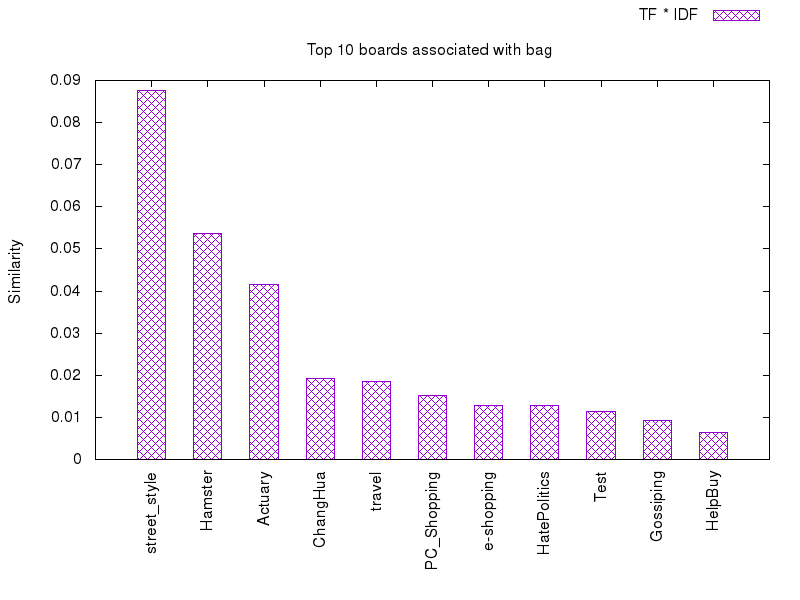 TF * IDF
Top 10 boards associated with bag
Similarity
0.09
0.08
0.07
0.06
0.05
0.04
0.03
0.02
0.01
0
street_style
Hamster
Actuary
ChangHua
travel
PC_Shopping
e-shopping
HatePolitics
Test
Gossiping
HelpBuy